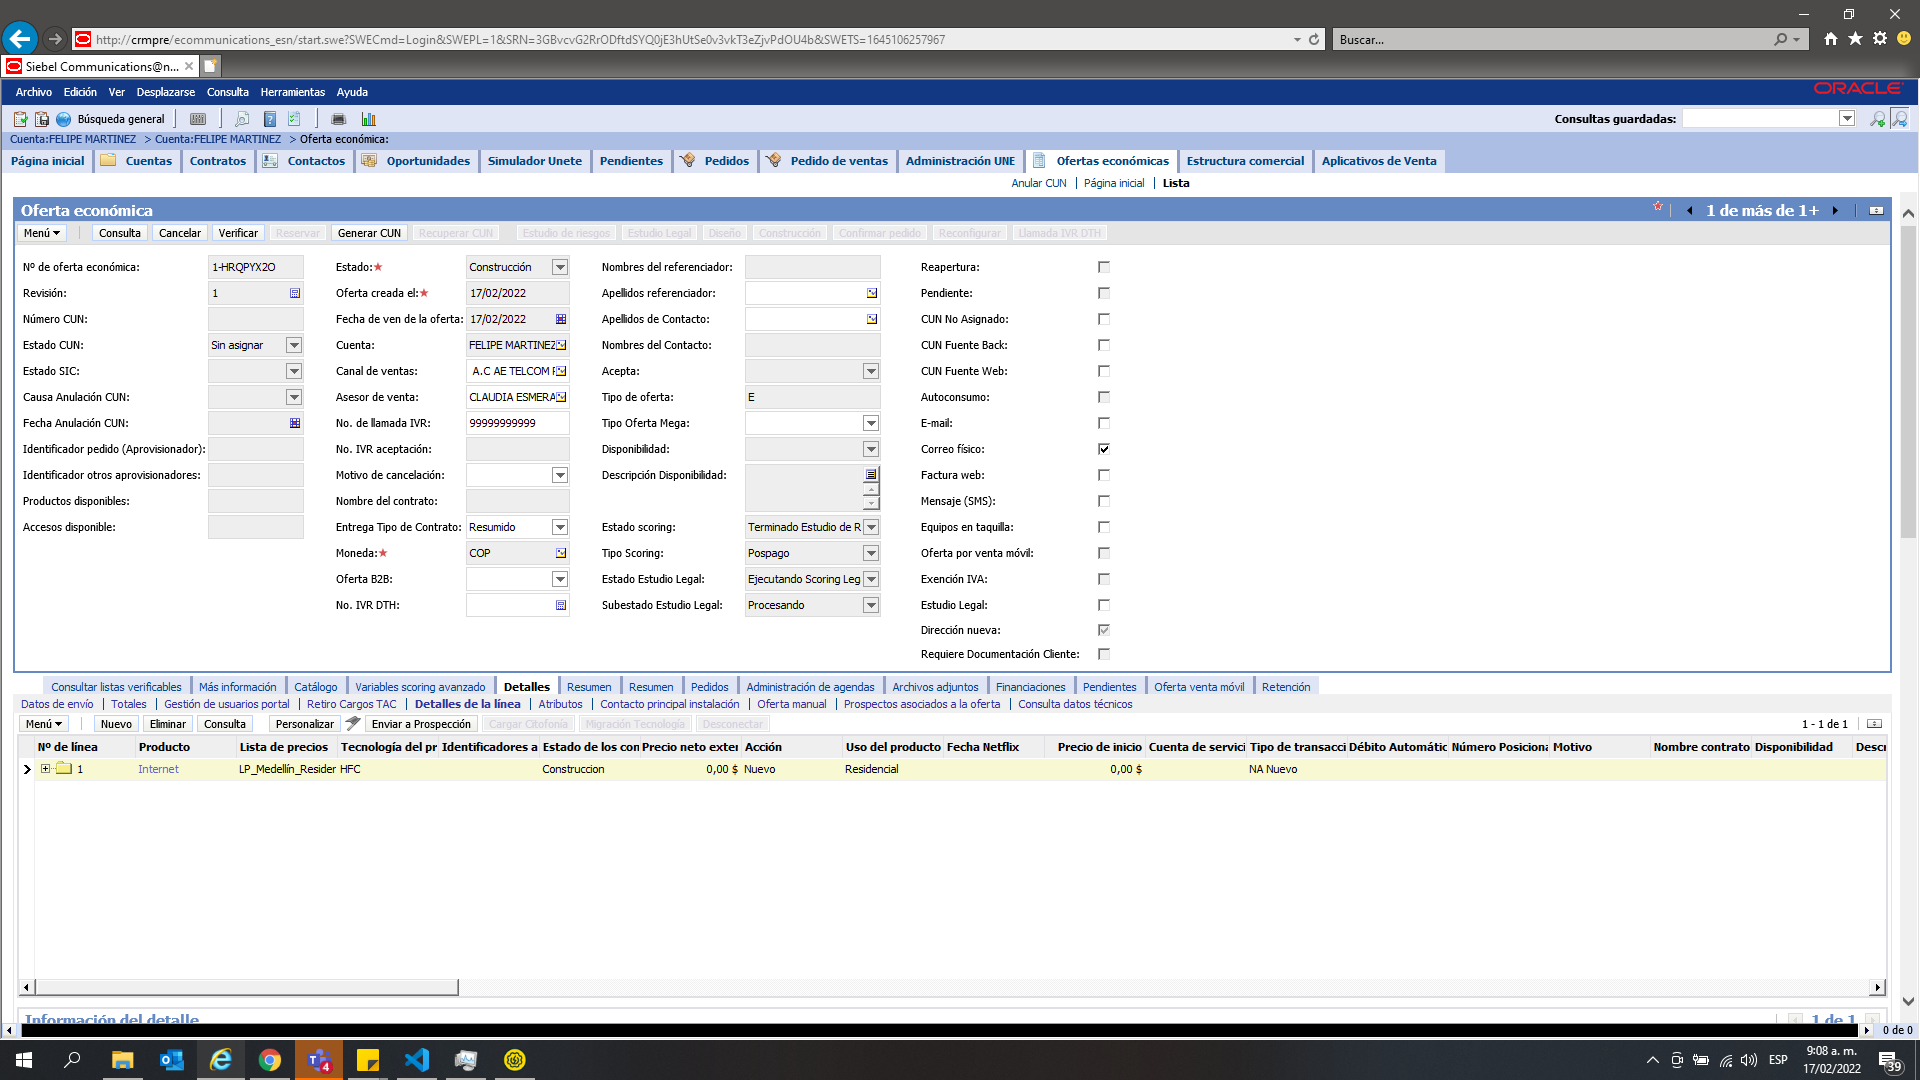 http://crmpre/ecommunications_esn/start.swe?SWECmd=Login&SWEPL=1&SRN=3GBvcvG2RrODftdSYQ0jE3hUtSe0v3vkT3eZjvPdOU4b&SWETS=1645106257967
Buscar...
Siebel Communications@n...
Archivo Edición Ver Desplazarse Consulta Herramientas Ayuda
ORACLE
Búsqueda general
Consultas guardadas:
Cuenta:FELIPE MARTINEZ > Cuenta:FELIPE MARTINEZ > Oferta económica:
Página inicial Cuentas Contratos Contactos Oportunidades Simulador Unete Pendientes Pedidos Pedido de ventas Administración UNE Ofertas económicas Estructura comercial Aplicativos de Venta
Anular CUN | Página inicial | Lista
Oferta económica
1 de más de 1+
Menú Consulta Cancelar Verificar Reservar Generar CUN Recuperar CUN Estudio de riesgos Estudio Legal Diseño Construcción Confirmar pedido Reconfigurar Llamada IVR DTH
Nº de oferta económica: 1-HRQPYX2O Estado:★ Construcción Nombres del referenciador: Reapertura:
Revisión: 1 Oferta creada el:★ 17/02/2022 Apellidos referenciador: Pendiente:
Número CUN: Fecha de ven de la oferta: 17/02/2022 Apellidos de Contacto: CUN No Asignado:
Estado CUN: Sin asignar Cuenta: FELIPE MARTINEZ Nombres del Contacto: CUN Fuente Back:
Estado SIC: Canal de ventas: A.C AE TELCOM F Acepta: CUN Fuente Web:
Causa Anulación CUN: Asesor de venta: CLAUDIA ESMERA Tipo de oferta: E Autoconsumo:
Fecha Anulación CUN: No. de llamada IVR: 99999999999 Tipo Oferta Mega: E-mail:
Identificador pedido (Aprovisionador): No. IVR aceptación: Disponibilidad: Correo físico:
Identificador otros aprovisionadores: Motivo de cancelación: Descripción Disponibilidad: Factura web:
Productos disponibles: Nombre del contrato: Mensaje (SMS):
Accesos disponible: Entrega Tipo de Contrato: Resumido Estado scoring: Terminado Estudio de R Equipos en taquilla:
Moneda:★ COP Tipo Scoring: Pospago Oferta por venta móvil:
Oferta B2B: Estado Estudio Legal: Ejecutando Scoring Leg Exención IVA:
No. IVR DTH: Subestado Estudio Legal: Procesando Estudio Legal:
Dirección nueva:
Requiere Documentación Cliente:
Consultar listas verificables Más información Catálogo Variables scoring avanzado Detalles Resumen Resumen Pedidos Administración de agendas Archivos adjuntos Financiaciones Pendientes Oferta venta móvil Retención
Datos de envío | Totales | Gestión de usuarios portal | Retiro Cargos TAC | Detalles de la línea | Atributos | Contacto principal instalación | Oferta manual | Prospectos asociados a la oferta | Consulta datos técnicos
Menú Nuevo Eliminar Consulta Personalizar Enviar a Prospección Cargar Citofonía Migración Tecnología Desconectar 1 - 1 de 1
Nº de línea Producto Lista de precios Tecnología del pr Identificadores a Estado de los con Precio neto exter Acción Uso del producto Fecha Netflix Precio de inicio Cuenta de servici Tipo de transacci Débito Automátic Número Posiciona Motivo Nombre contrato Disponibilidad Descr
1 Internet LP_Medellín_Resider HFC Construccion 0,00 $ Nuevo Residencial 0,00 $ NA Nuevo
Información del detalle 1 de 1
0 de 0
4
ESP
9:08 a. m.
17/02/2022
39